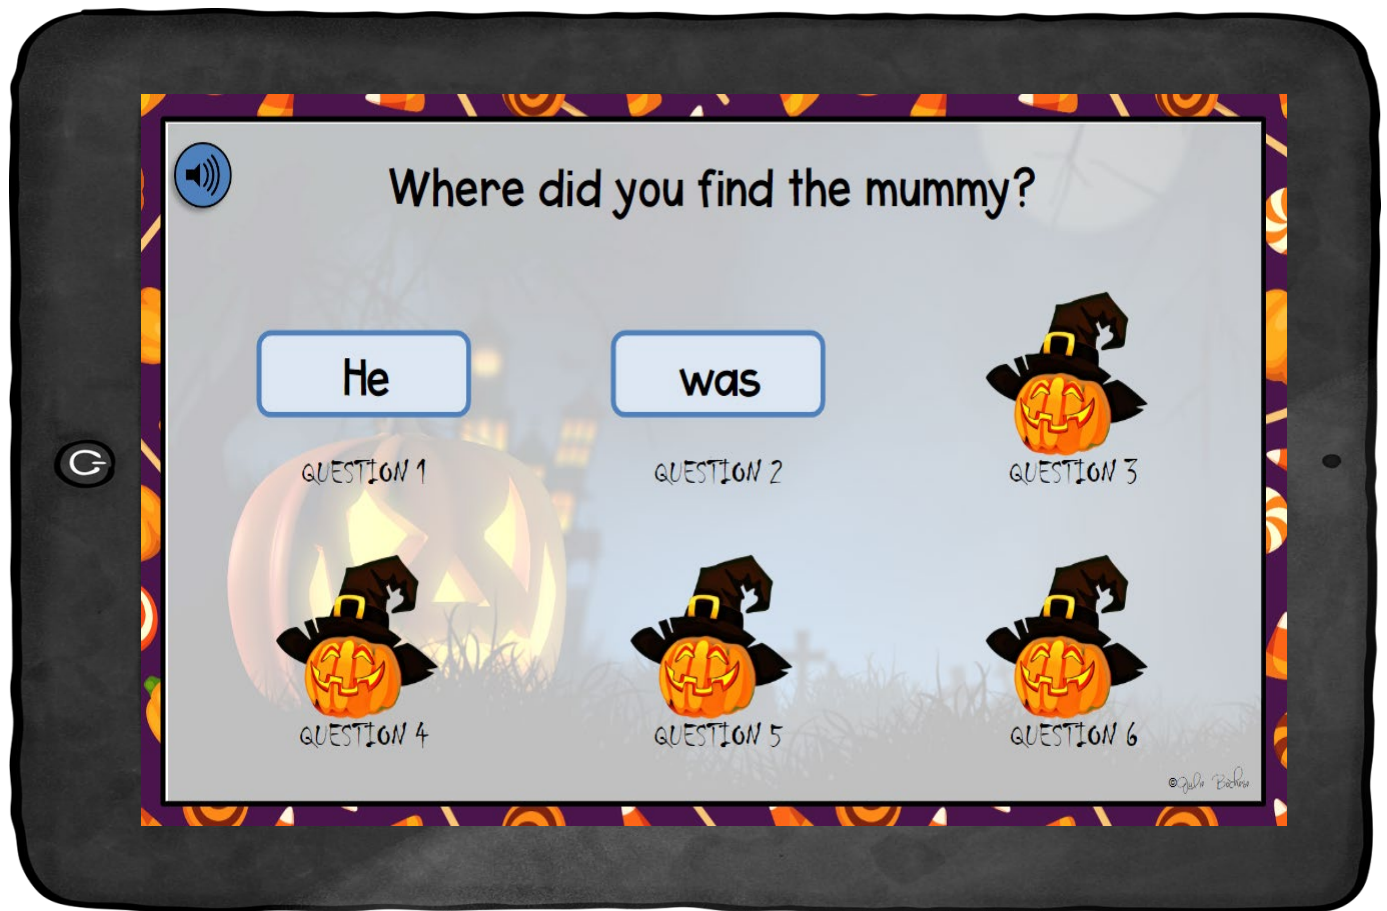 Where did you find the mummy?
He
was
QUESTION 1
QUESTION 2
QUESTION 3
QUESTION 4
QUESTION 5
QUESTION 6